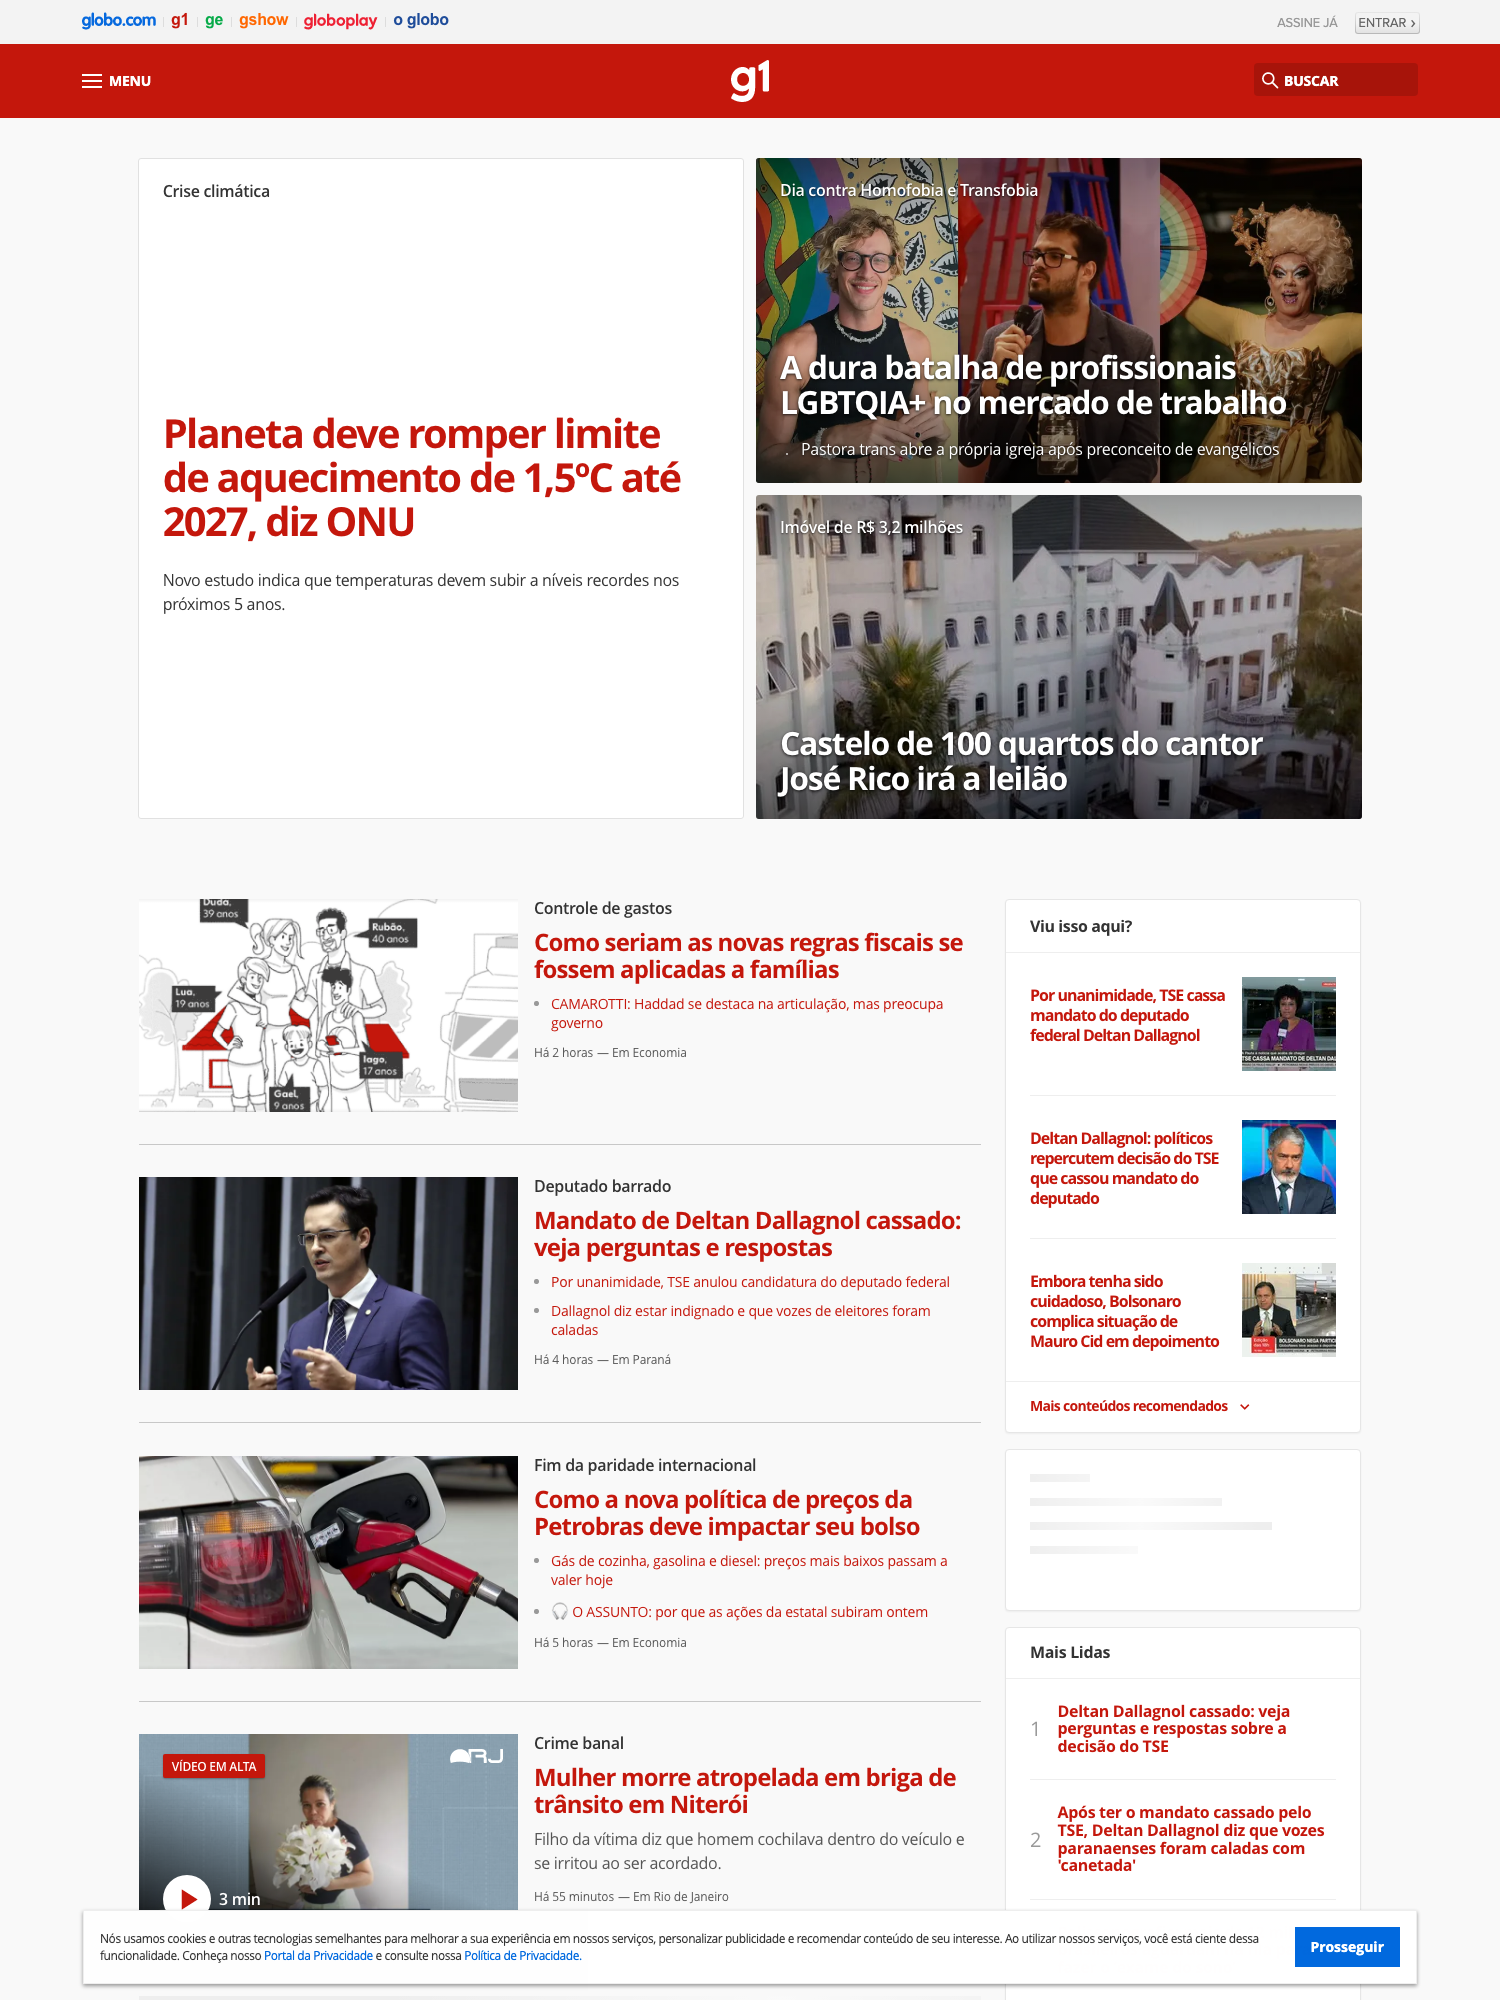 globo.com g1 ge gshow globoplay o globo
ASSINE JÁ ENTRAR ›
MENU
g1
BUSCAR
Crise climática
Planeta deve romper limite
de aquecimento de 1,5ºC até
2027, diz ONU
Novo estudo indica que temperaturas devem subir a níveis recordes nos
próximos 5 anos.
Dia contra Homofobia e Transfobia
A dura batalha de profissionais
LGBTQIA+ no mercado de trabalho
. Pastora trans abre a própria igreja após preconceito de evangélicos
Imóvel de R$ 3,2 milhões
Castelo de 100 quartos do cantor
José Rico irá a leilão
Duda,
39 anos
Rubão,
40 anos
Lua,
19 anos
Iago,
17 anos
Gael,
9 anos
Controle de gastos
Como seriam as novas regras fiscais se
fossem aplicadas a famílias
• CAMAROTTI: Haddad se destaca na articulação, mas preocupa
governo
Há 2 horas — Em Economia
Deputado barrado
Mandato de Deltan Dallagnol cassado:
veja perguntas e respostas
• Por unanimidade, TSE anulou candidatura do deputado federal
• Dallagnol diz estar indignado e que vozes de eleitores foram
caladas
Há 4 horas — Em Paraná
Fim da paridade internacional
Como a nova política de preços da
Petrobras deve impactar seu bolso
• Gás de cozinha, gasolina e diesel: preços mais baixos passam a
valer hoje
• 🎧 O ASSUNTO: por que as ações da estatal subiram ontem
Há 5 horas — Em Economia
VÍDEO EM ALTA
RJ
3 min
Crime banal
Mulher morre atropelada em briga de
trânsito em Niterói
Filho da vítima diz que homem cochilava dentro do veículo e
se irritou ao ser acordado.
Há 55 minutos — Em Rio de Janeiro
Viu isso aqui?
Por unanimidade, TSE cassa
mandato do deputado
federal Deltan Dallagnol
TSE CASSA MANDATO DE DELTAN DAL
Deltan Dallagnol: políticos
repercutem decisão do TSE
que cassou mandato do
deputado
Embora tenha sido
cuidadoso, Bolsonaro
complica situação de
Mauro Cid em depoimento
BOLSONARO NEGA PARTIC
Mais conteúdos recomendados
Mais Lidas
1
Deltan Dallagnol cassado: veja
perguntas e respostas sobre a
decisão do TSE
2
Após ter o mandato cassado pelo
TSE, Deltan Dallagnol diz que vozes
paranaenses foram caladas com
'canetada'
Nós usamos cookies e outras tecnologias semelhantes para melhorar a sua experiência em nossos serviços, personalizar publicidade e recomendar conteúdo de seu interesse. Ao utilizar nossos serviços, você está ciente dessa
funcionalidade. Conheça nosso Portal da Privacidade e consulte nossa Política de Privacidade.
Prosseguir